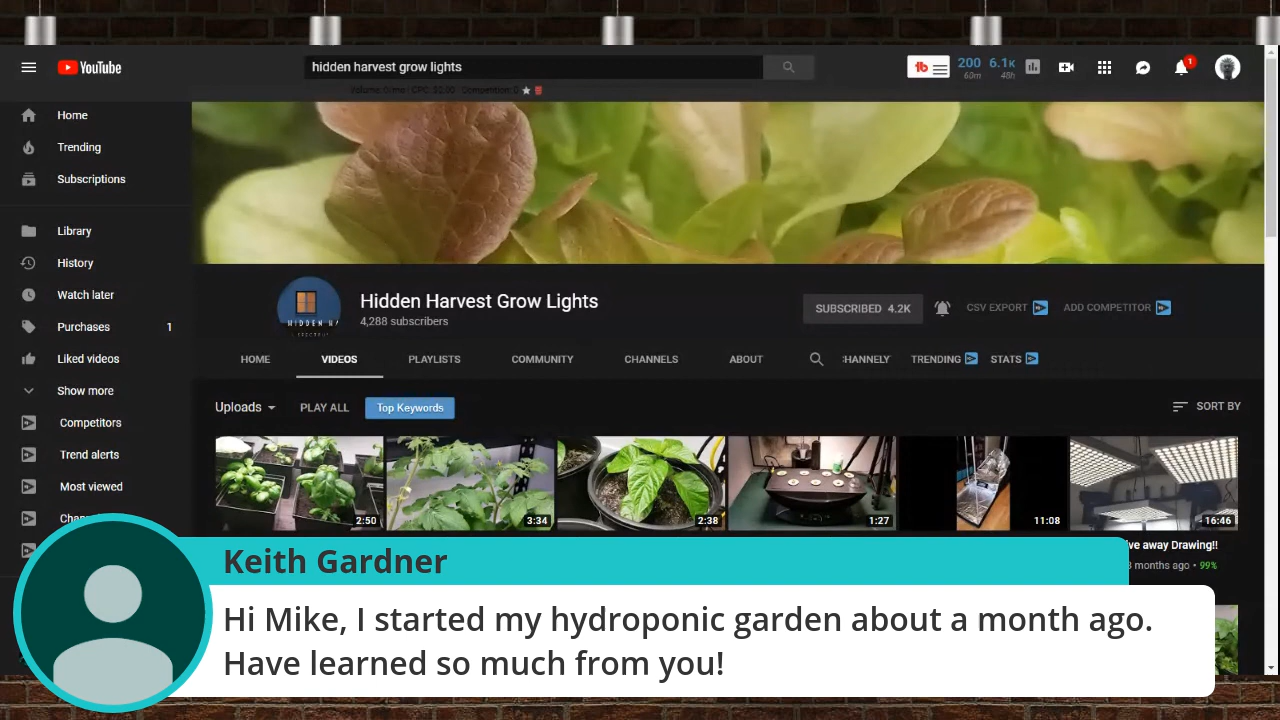 YouTube
hidden harvest grow lights
200
60m
6.1K
48h
1
Home
Trending
Subscriptions
Library
History
Watch later
Purchases 1
Liked videos
Show more
Competitors
Trend alerts
Most viewed
Hidden Harvest Grow Lights
4,288 subscribers
SUBSCRIBED 4.2K
CSV EXPORT
ADD COMPETITOR
HIDDEN
HOME VIDEOS PLAYLISTS COMMUNITY CHANNELS ABOUT :HANNELY TRENDING STATS
Uploads PLAY ALL Top Keywords SORT BY
2:50 3:34 2:38 1:27 11:08 16:46
ive away Drawing!!
months ago • 99%
Keith Gardner
Hi Mike, I started my hydroponic garden about a month ago.
Have learned so much from you!